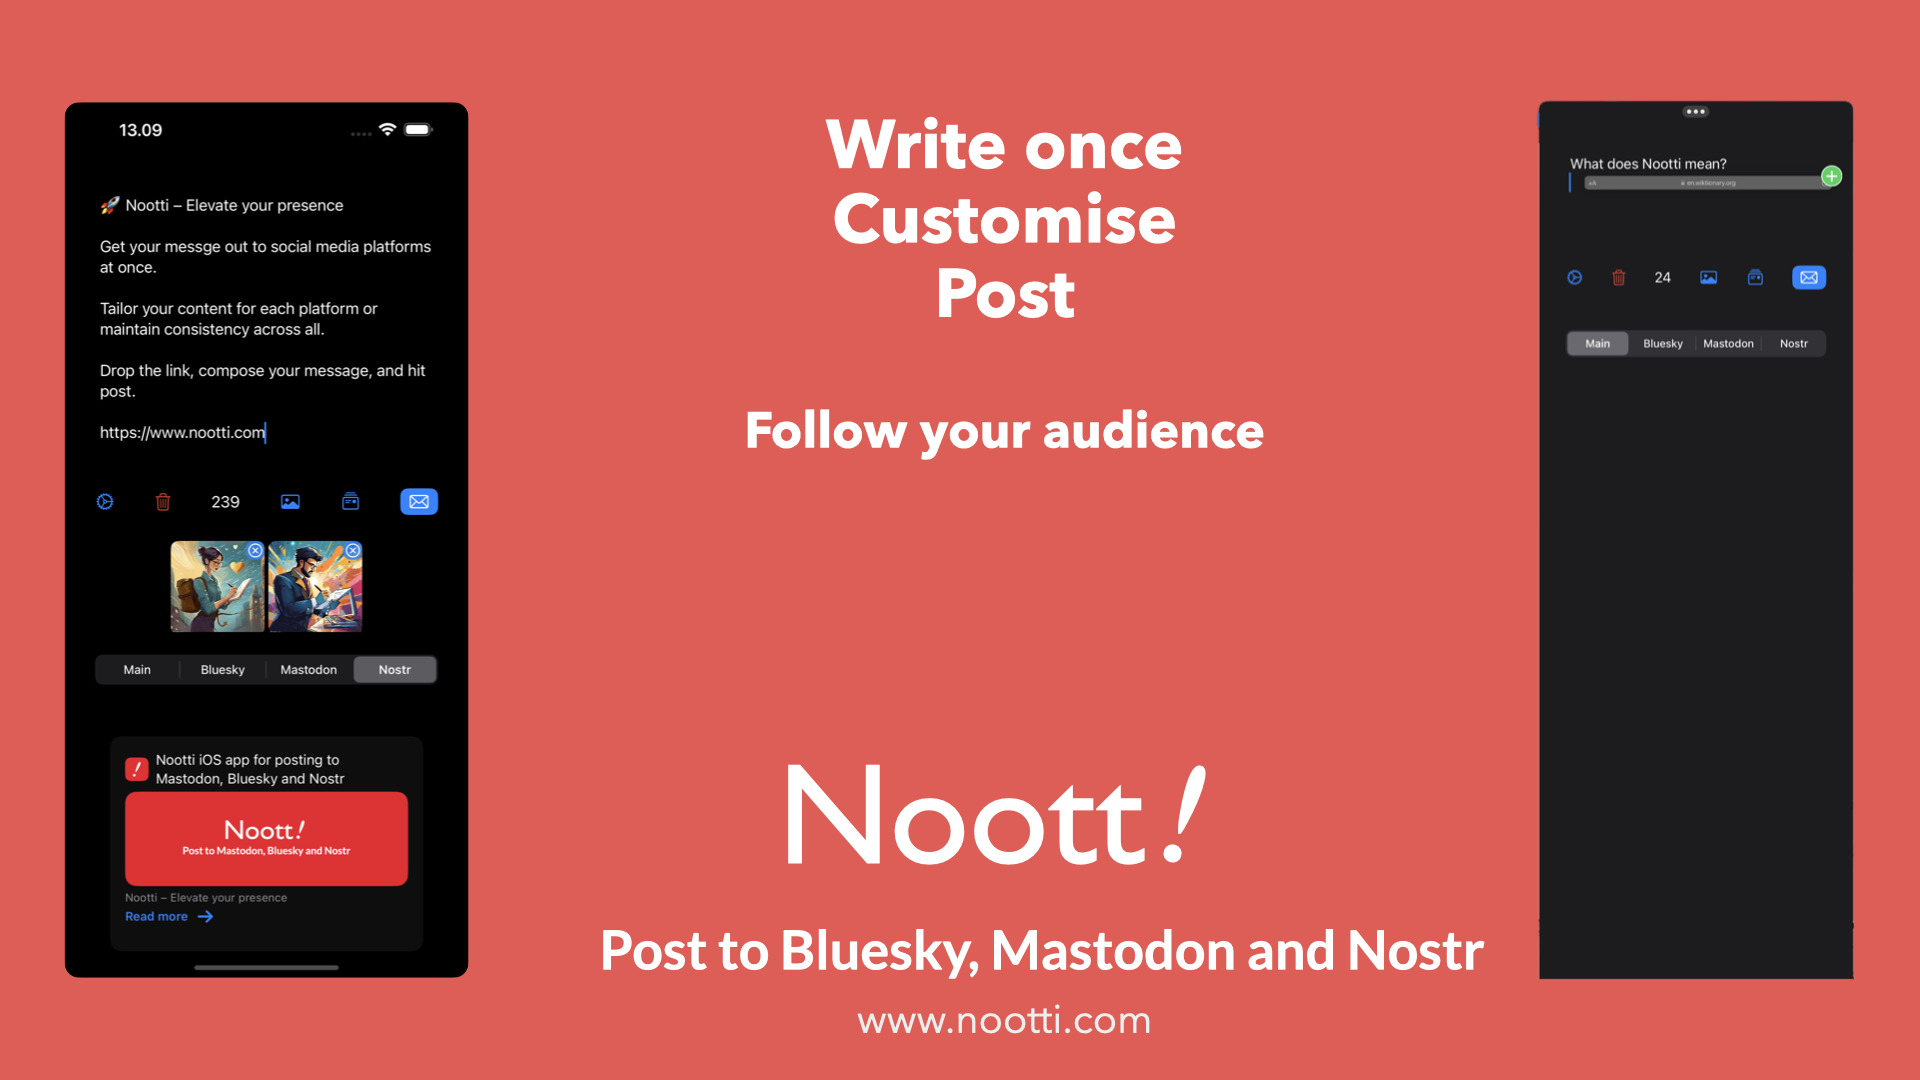 13.09
🚀 Nootti – Elevate your presence
Get your messge out to social media platforms
at once.
Tailor your content for each platform or
maintain consistency across all.
Drop the link, compose your message, and hit
post.
https://www.nootti.com
239
Main Bluesky Mastodon Nostr
Nootti iOS app for posting to
Mastodon, Bluesky and Nostr
Noott!
Post to Mastodon, Bluesky and Nostr
Nootti – Elevate your presence
Read more →
Write once
Customise
Post
Follow your audience
Noott!
Post to Bluesky, Mastodon and Nostr
www.nootti.com
What does Nootti mean?
AA en.wiktionary.org
24
Main Bluesky Mastodon Nostr